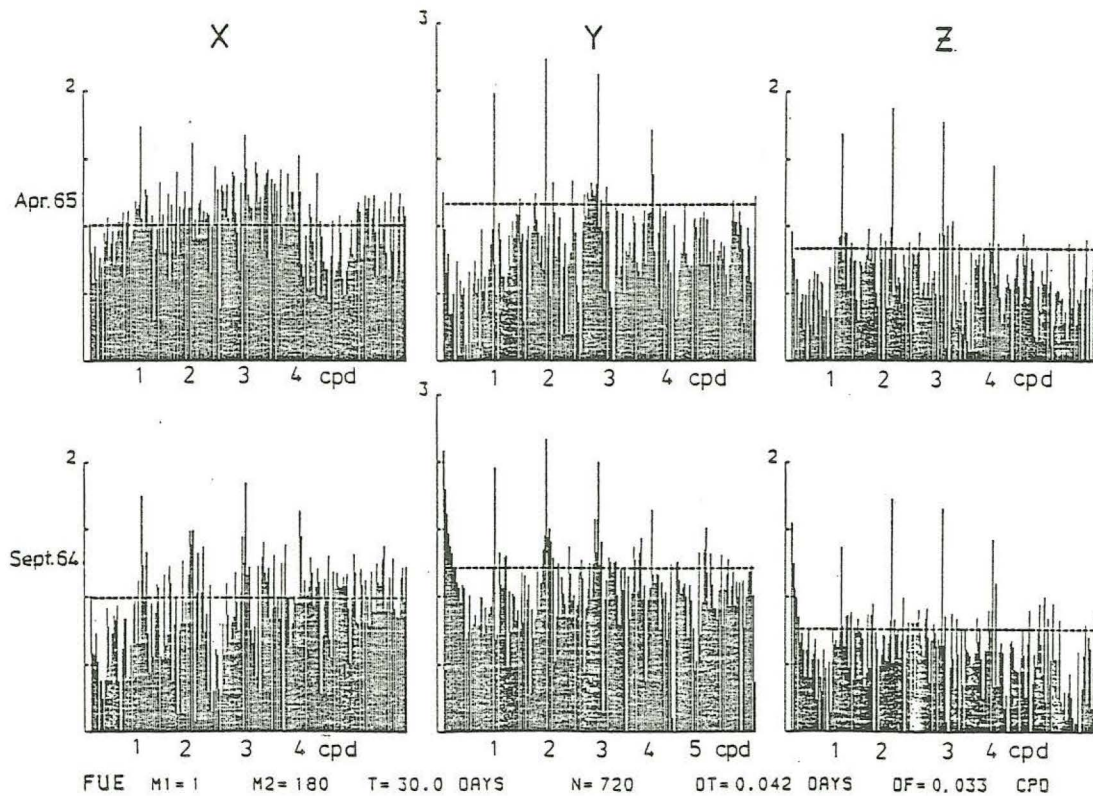 X Y Z
3
2 2
Apr. 65
1 2 3 4 cpd 1 2 3 4 cpd 1 2 3 4 cpd
3
2 2
Sept. 64
1 2 3 4 cpd 1 2 3 4 5 cpd 1 2 3 4 cpd
FUE M1= 1 M2= 180 T= 30.0 DAYS N= 720 DT= 0.042 DAYS DF= 0.033 CPD